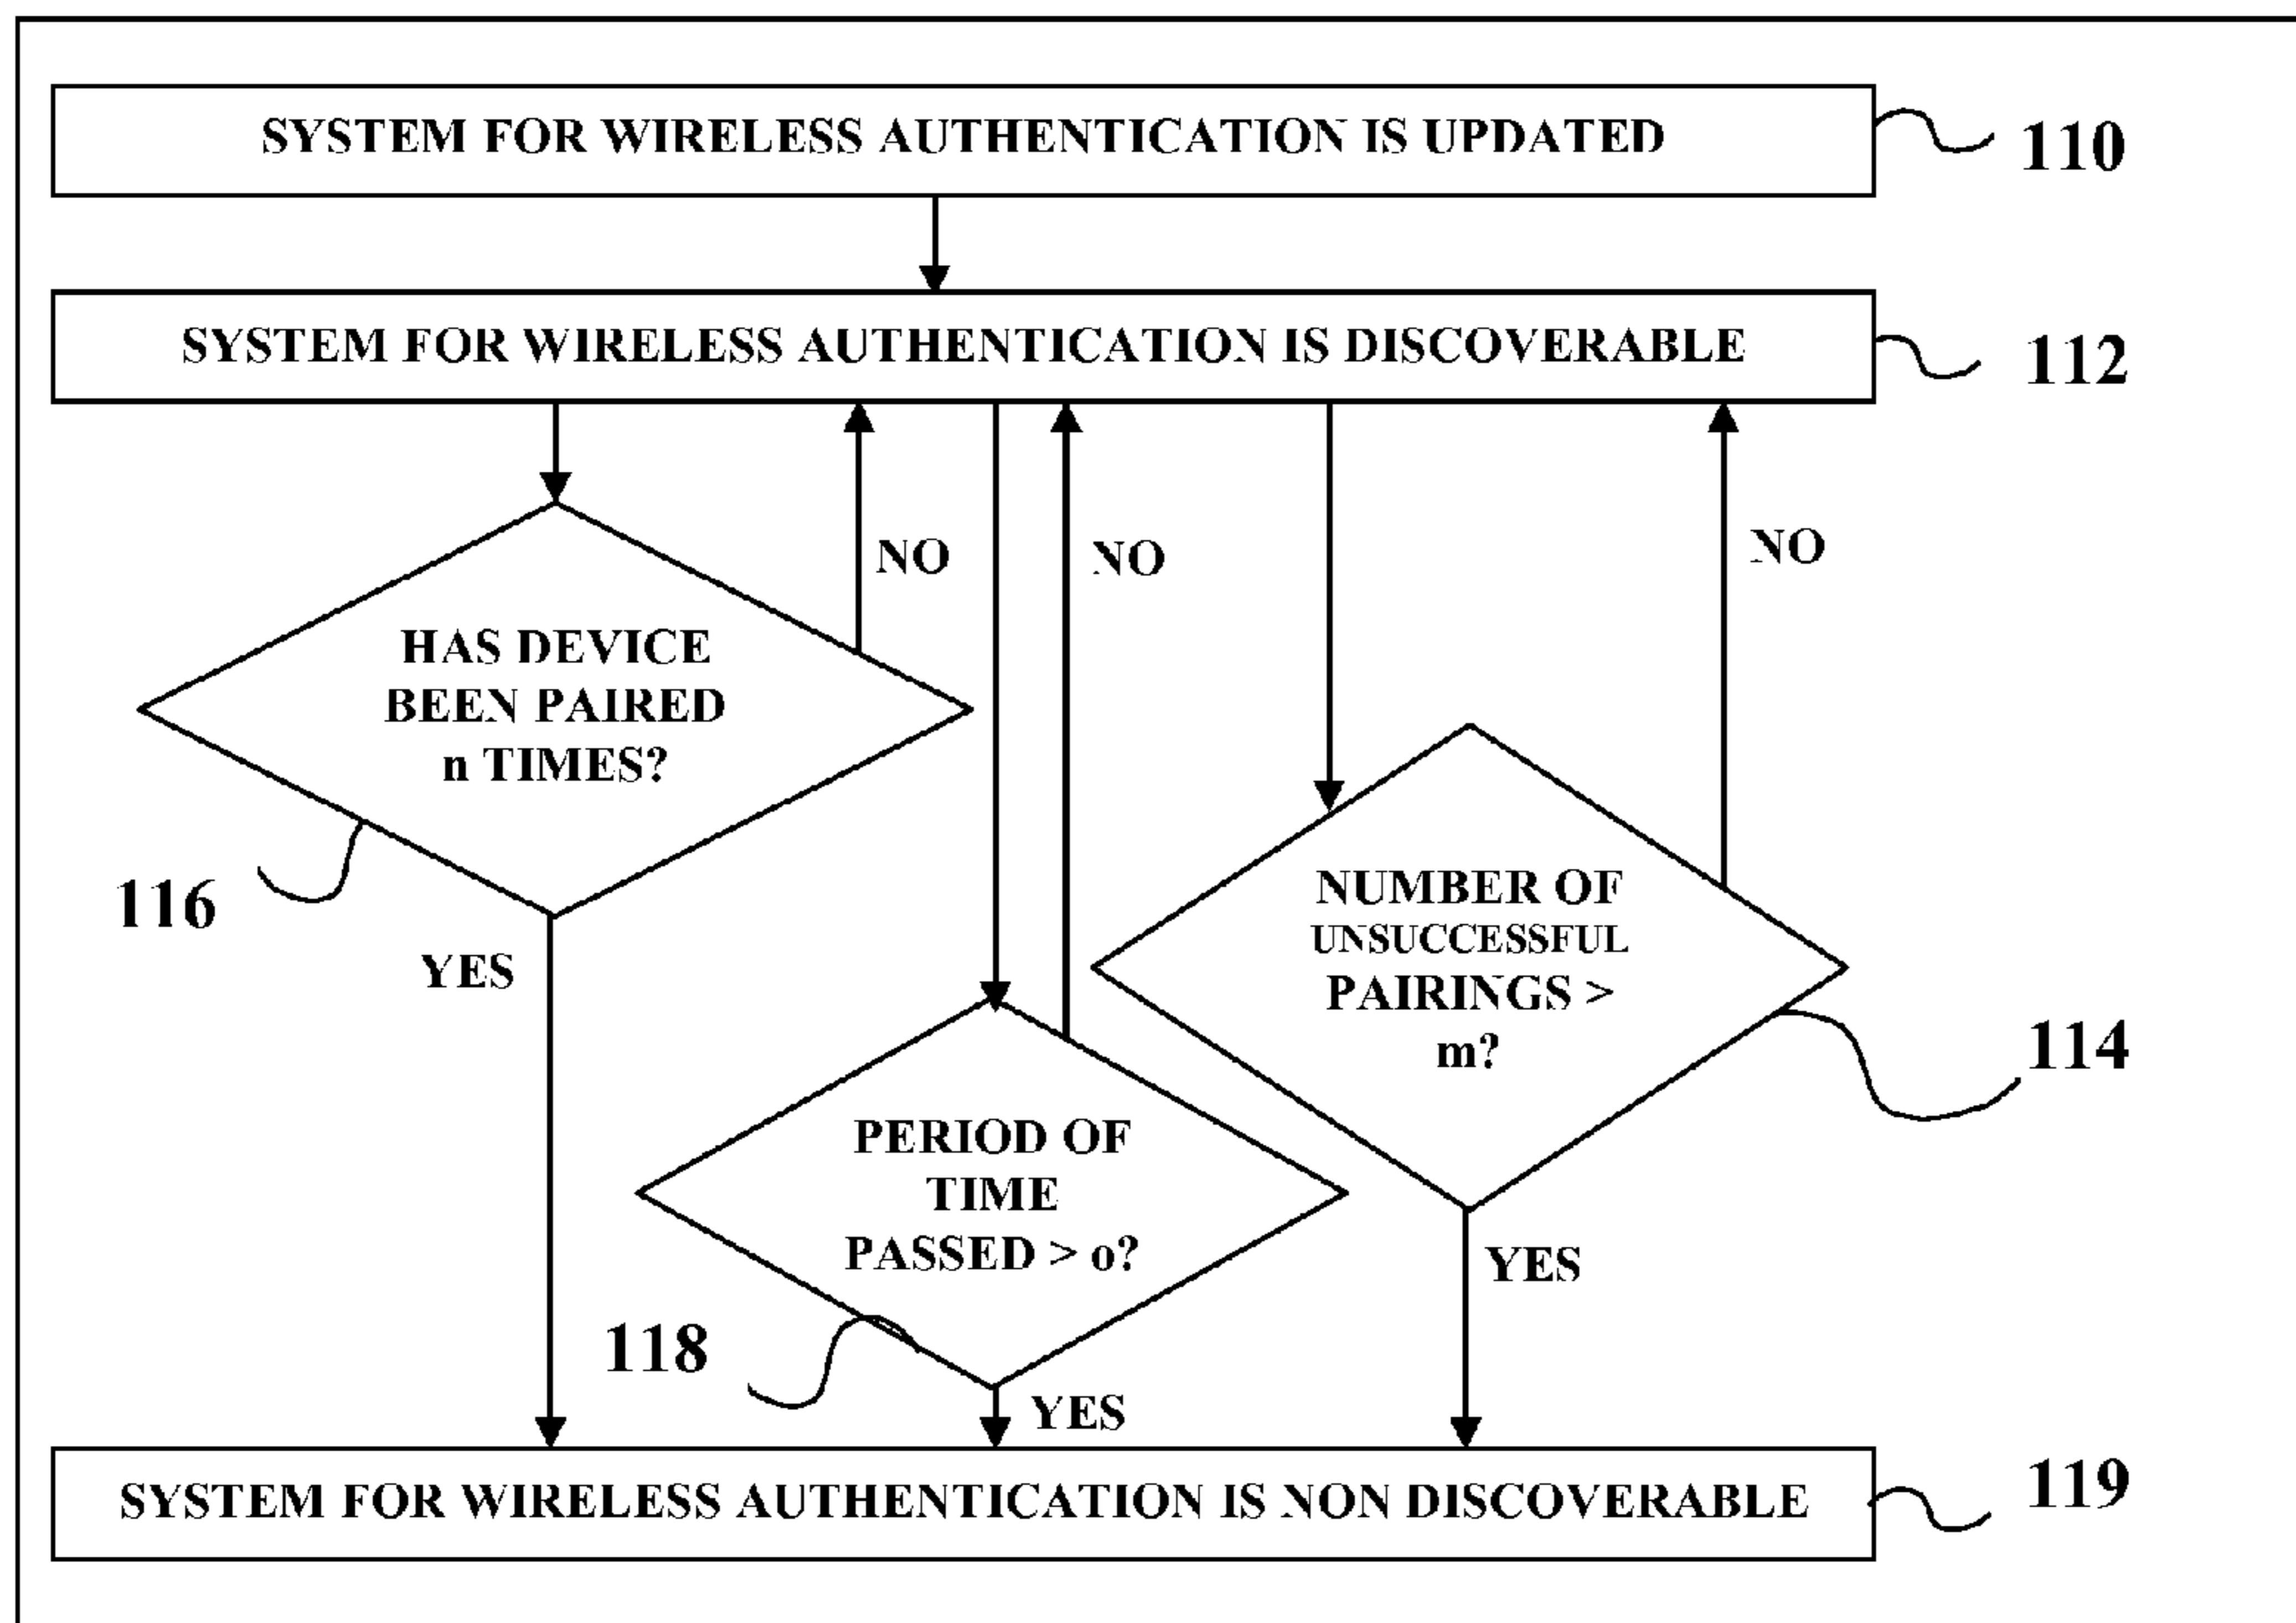 SYSTEM FOR WIRELESS AUTHENTICATION IS UPDATED
110
SYSTEM FOR WIRELESS AUTHENTICATION IS DISCOVERABLE
112
NO
NO
NO
HAS DEVICE
BEEN PAIRED
n TIMES?
116
YES
NUMBER OF
UNSUCCESSFUL
PAIRINGS >
m?
114
PERIOD OF
TIME
PASSED > o?
118
YES
YES
SYSTEM FOR WIRELESS AUTHENTICATION IS NON DISCOVERABLE
119